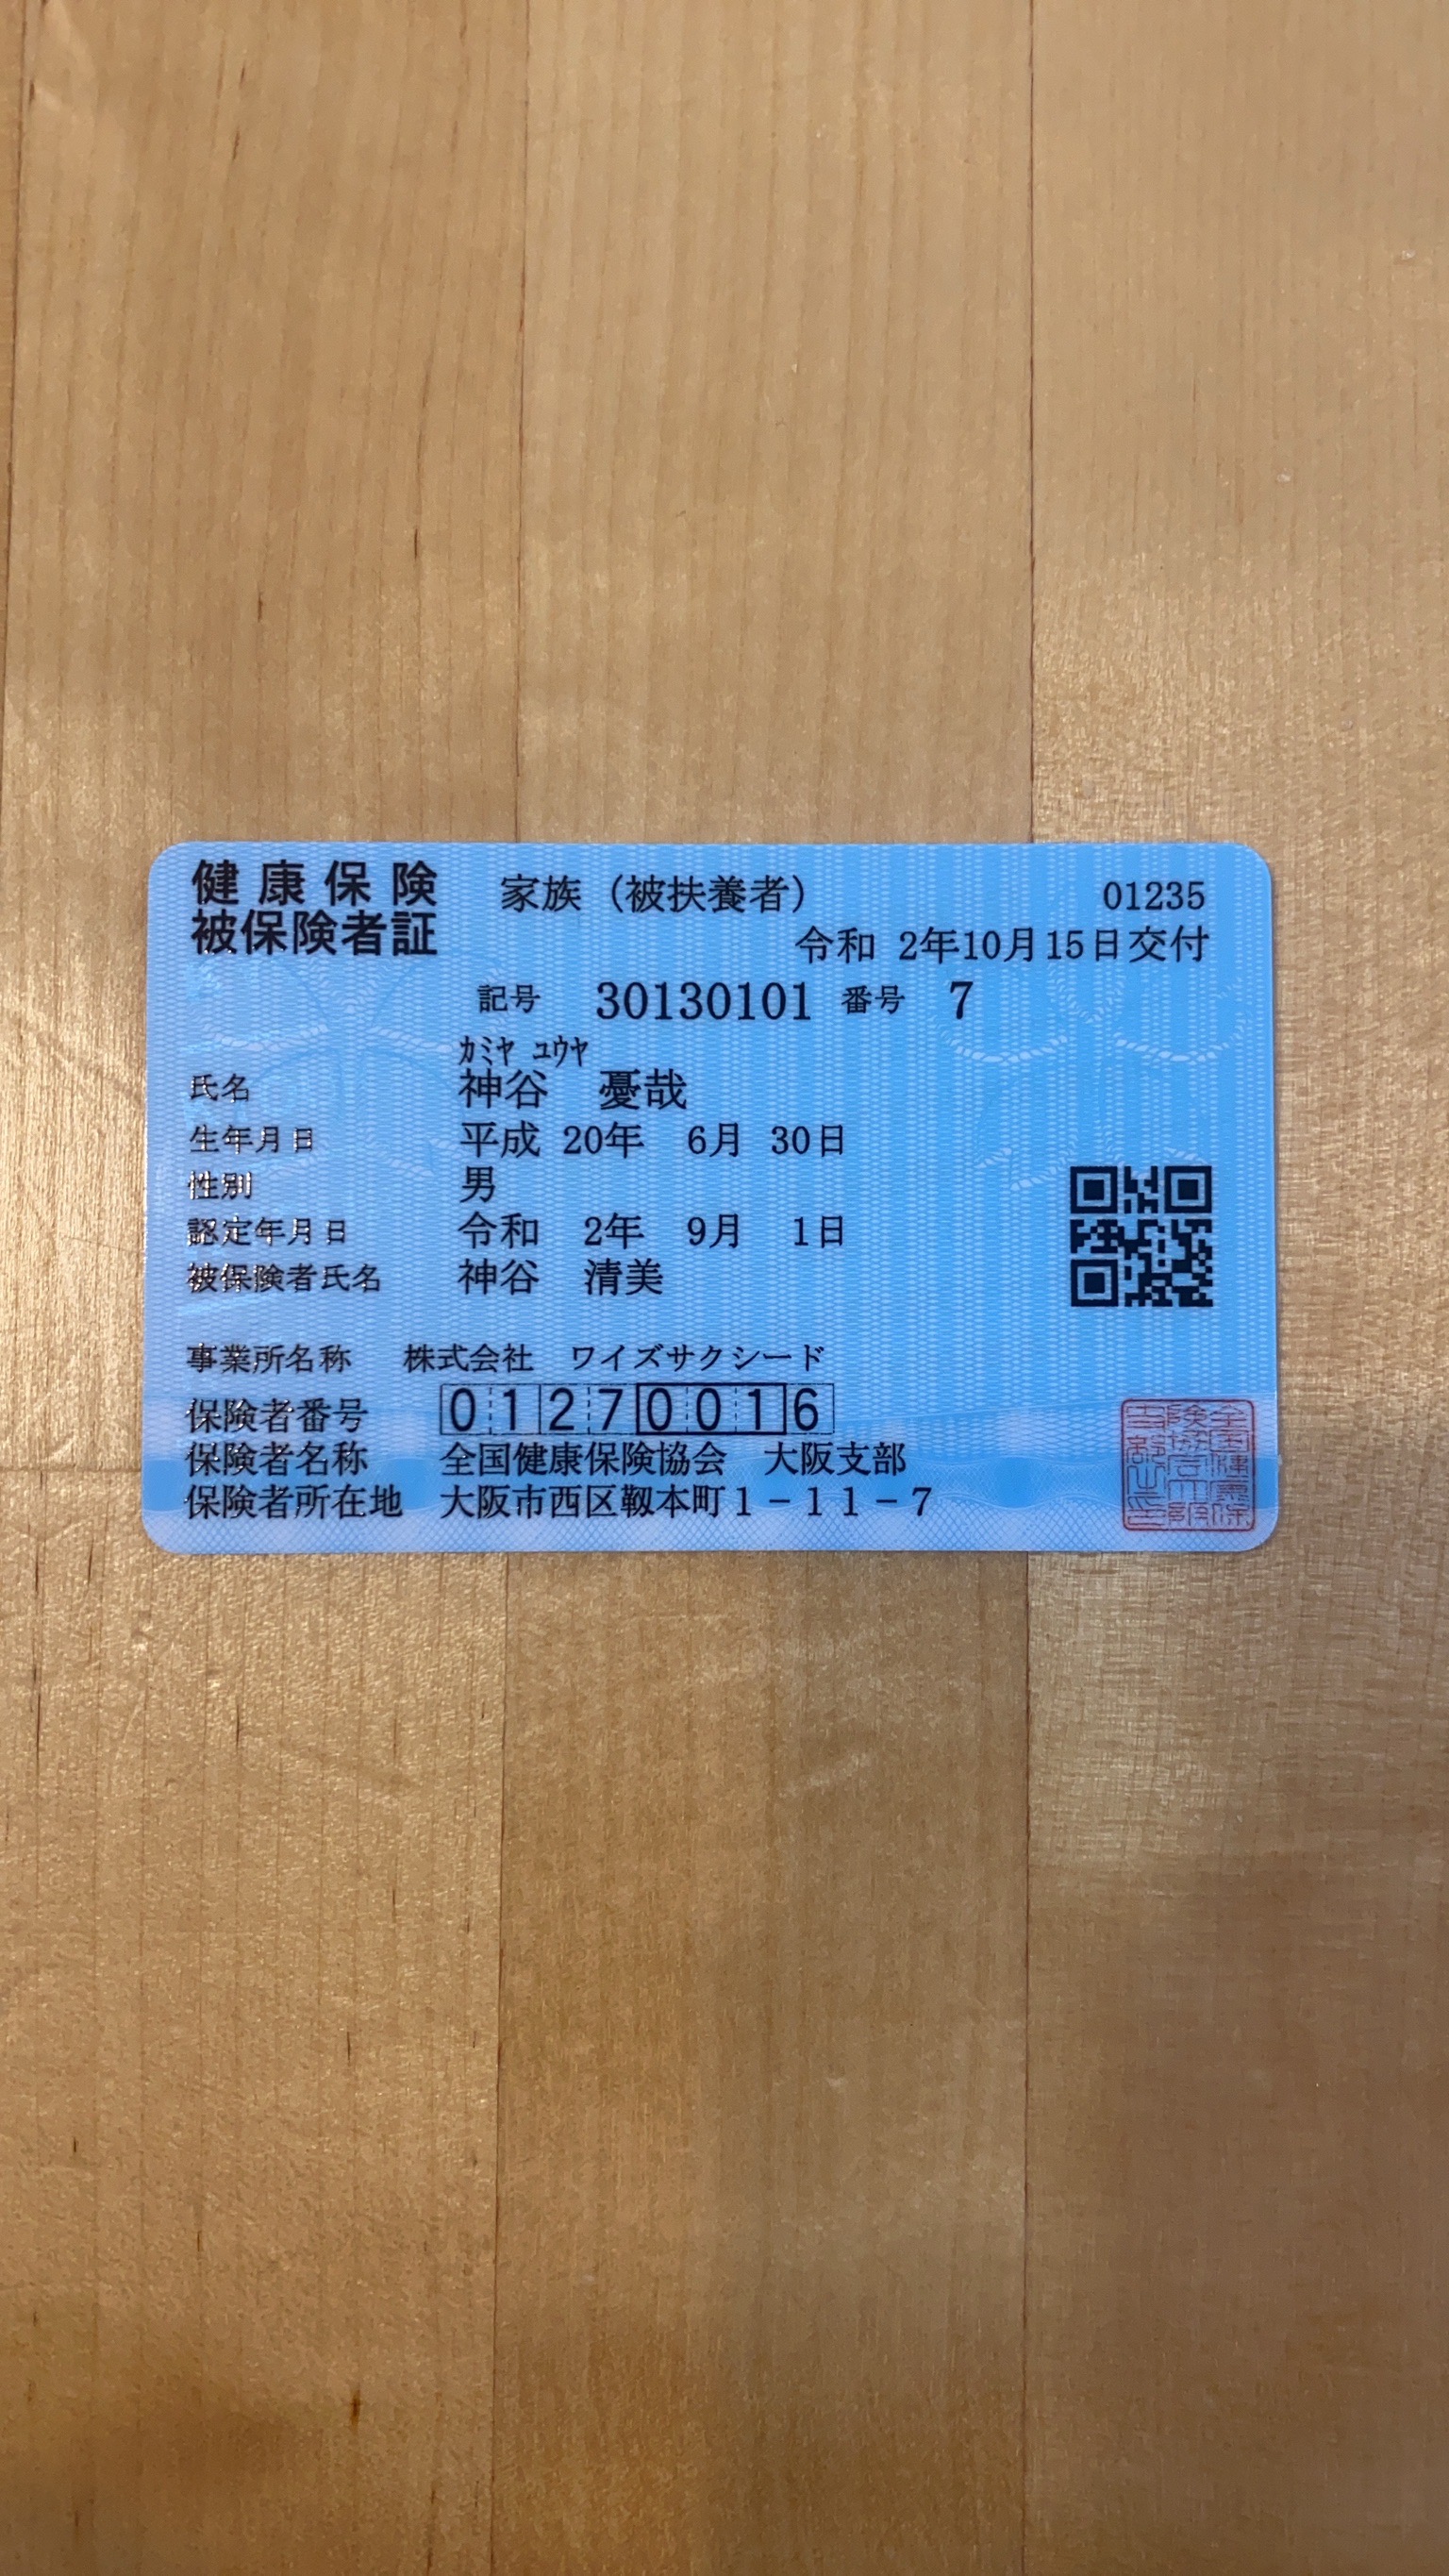 健康保険 家族（被扶養者） 01235
被保険者証 令和 2年10月15日交付
記号 30130101 番号 7
ｶﾐﾔ ﾕｳﾔ
氏名 神谷 憂哉
生年月日 平成 20年 6月 30日
性別 男
認定年月日 令和 2年 9月 1日
被保険者氏名 神谷 清美
事業所名称 株式会社 ワイズサクシード
保険者番号 01270016
保険者名称 全国健康保険協会 大阪支部
保険者所在地 大阪市西区靱本町１－１１－７